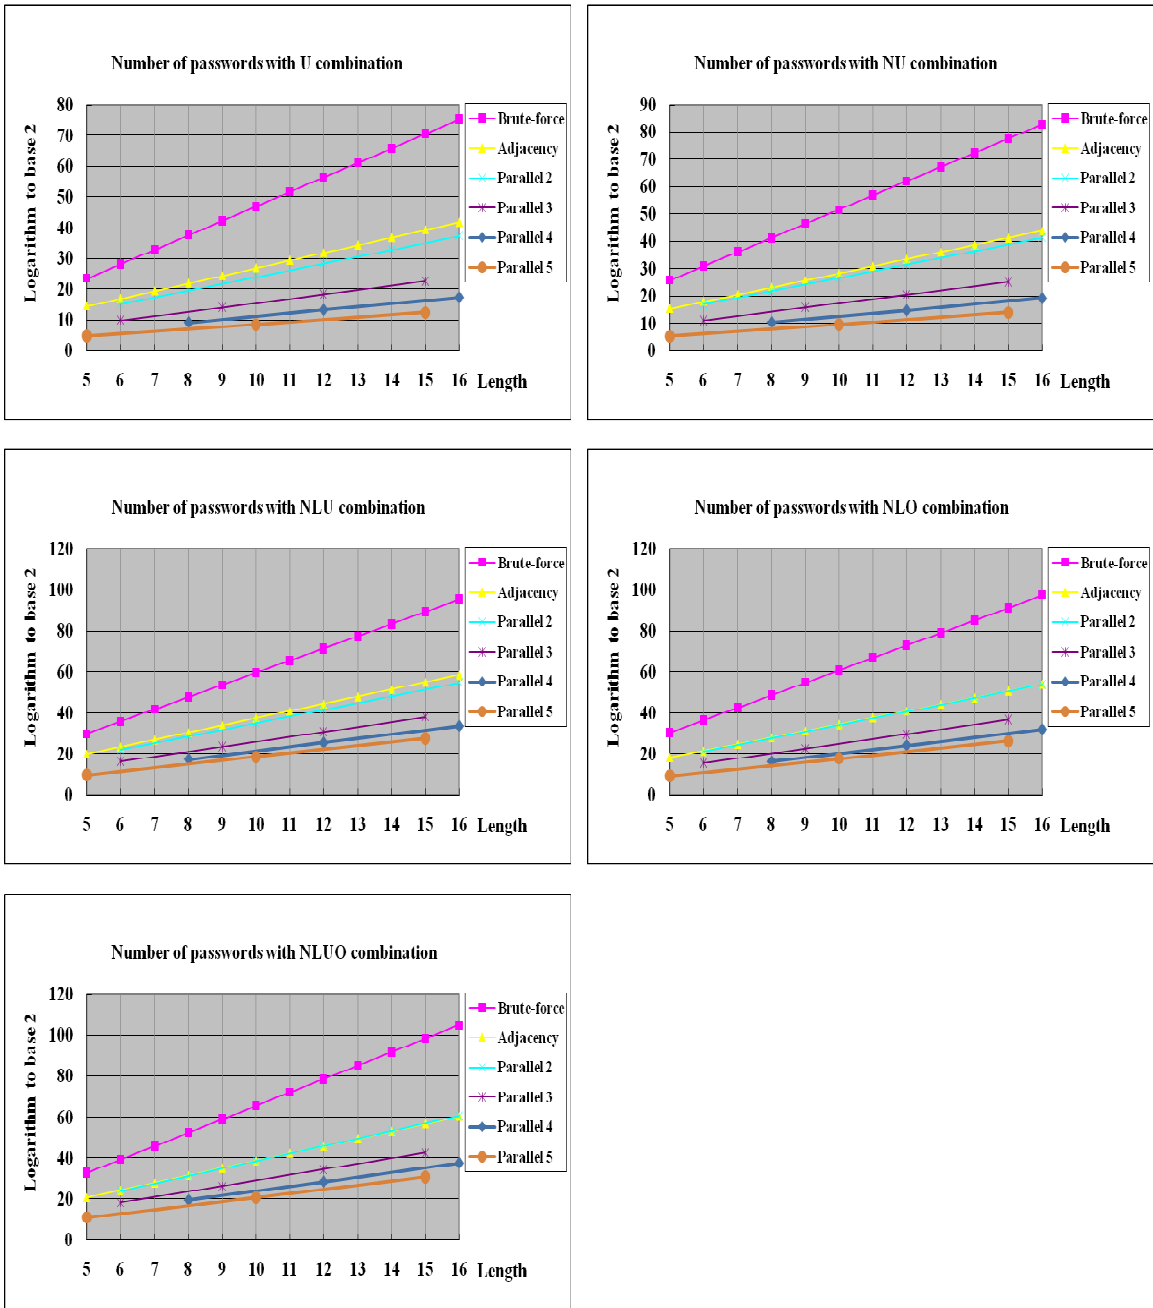 Number of passwords with U combination
Logarithm to base 2
80
70
60
50
40
30
20
10
0
5 6 7 8 9 10 11 12 13 14 15 16 Length
Brute-force
Adjacency
Parallel 2
Parallel 3
Parallel 4
Parallel 5
Number of passwords with NU combination
Logarithm to base 2
90
80
70
60
50
40
30
20
10
0
5 6 7 8 9 10 11 12 13 14 15 16 Length
Brute-force
Adjacency
Parallel 2
Parallel 3
Parallel 4
Parallel 5
Number of passwords with NLU combination
Logarithm to base 2
120
100
80
60
40
20
0
5 6 7 8 9 10 11 12 13 14 15 16 Length
Brute-force
Adjacency
Parallel 2
Parallel 3
Parallel 4
Parallel 5
Number of passwords with NLO combination
Logarithm to base 2
120
100
80
60
40
20
0
5 6 7 8 9 10 11 12 13 14 15 16 Length
Brute-force
Adjacency
Parallel 2
Parallel 3
Parallel 4
Parallel 5
Number of passwords with NLUO combination
Logarithm to base 2
120
100
80
60
40
20
0
5 6 7 8 9 10 11 12 13 14 15 16 Length
Brute-force
Adjacency
Parallel 2
Parallel 3
Parallel 4
Parallel 5